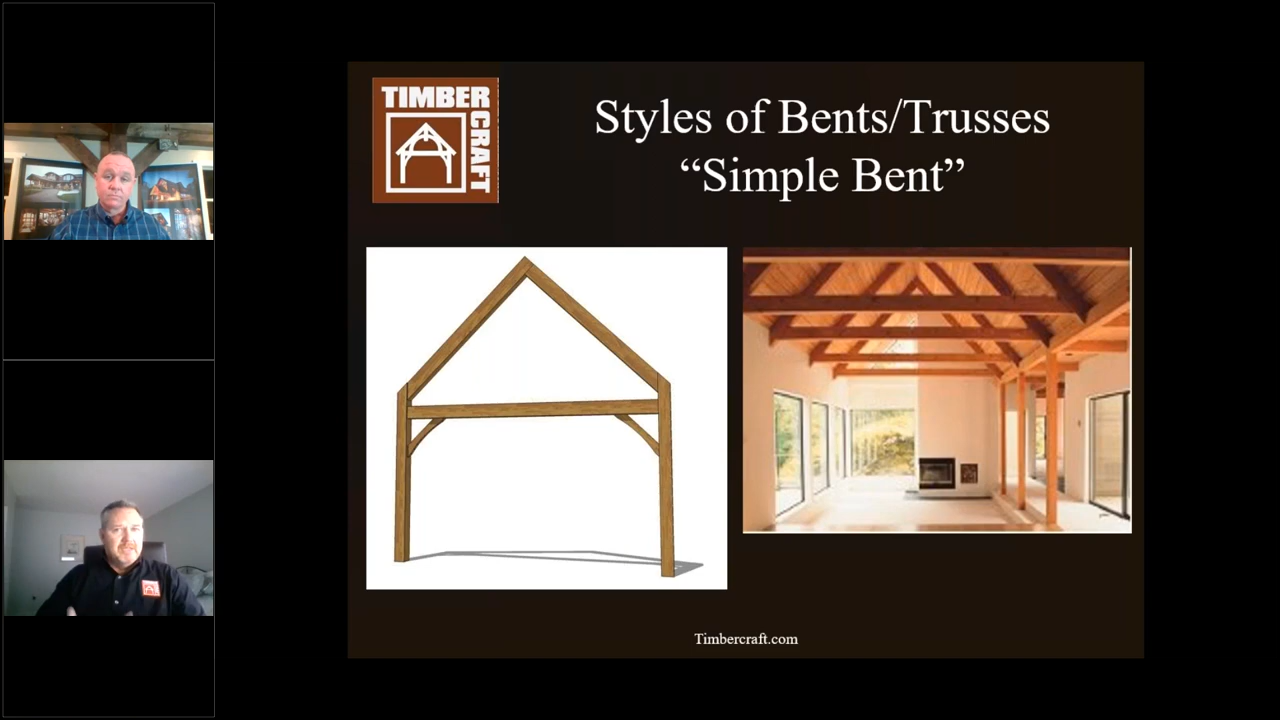 TIMBER
CRAFT
Styles of Bents/Trusses
“Simple Bent”
Timbercraft.com